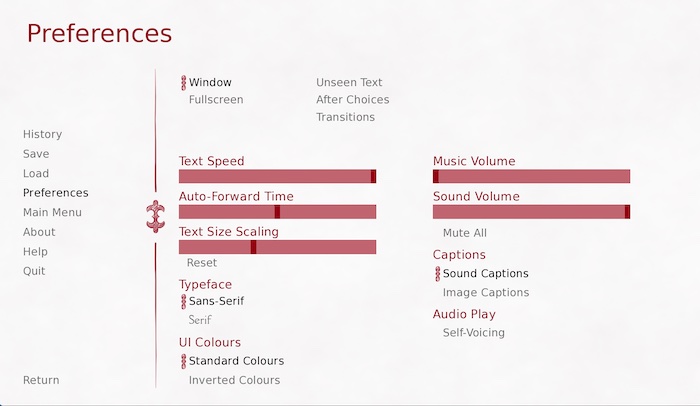 Preferences
History
Save
Load
Preferences
Main Menu
About
Help
Quit
Return
Window
Fullscreen
Unseen Text
After Choices
Transitions
Text Speed
Auto-Forward Time
Text Size Scaling
Reset
Typeface
Sans-Serif
Serif
UI Colours
Standard Colours
Inverted Colours
Music Volume
Sound Volume
Mute All
Captions
Sound Captions
Image Captions
Audio Play
Self-Voicing